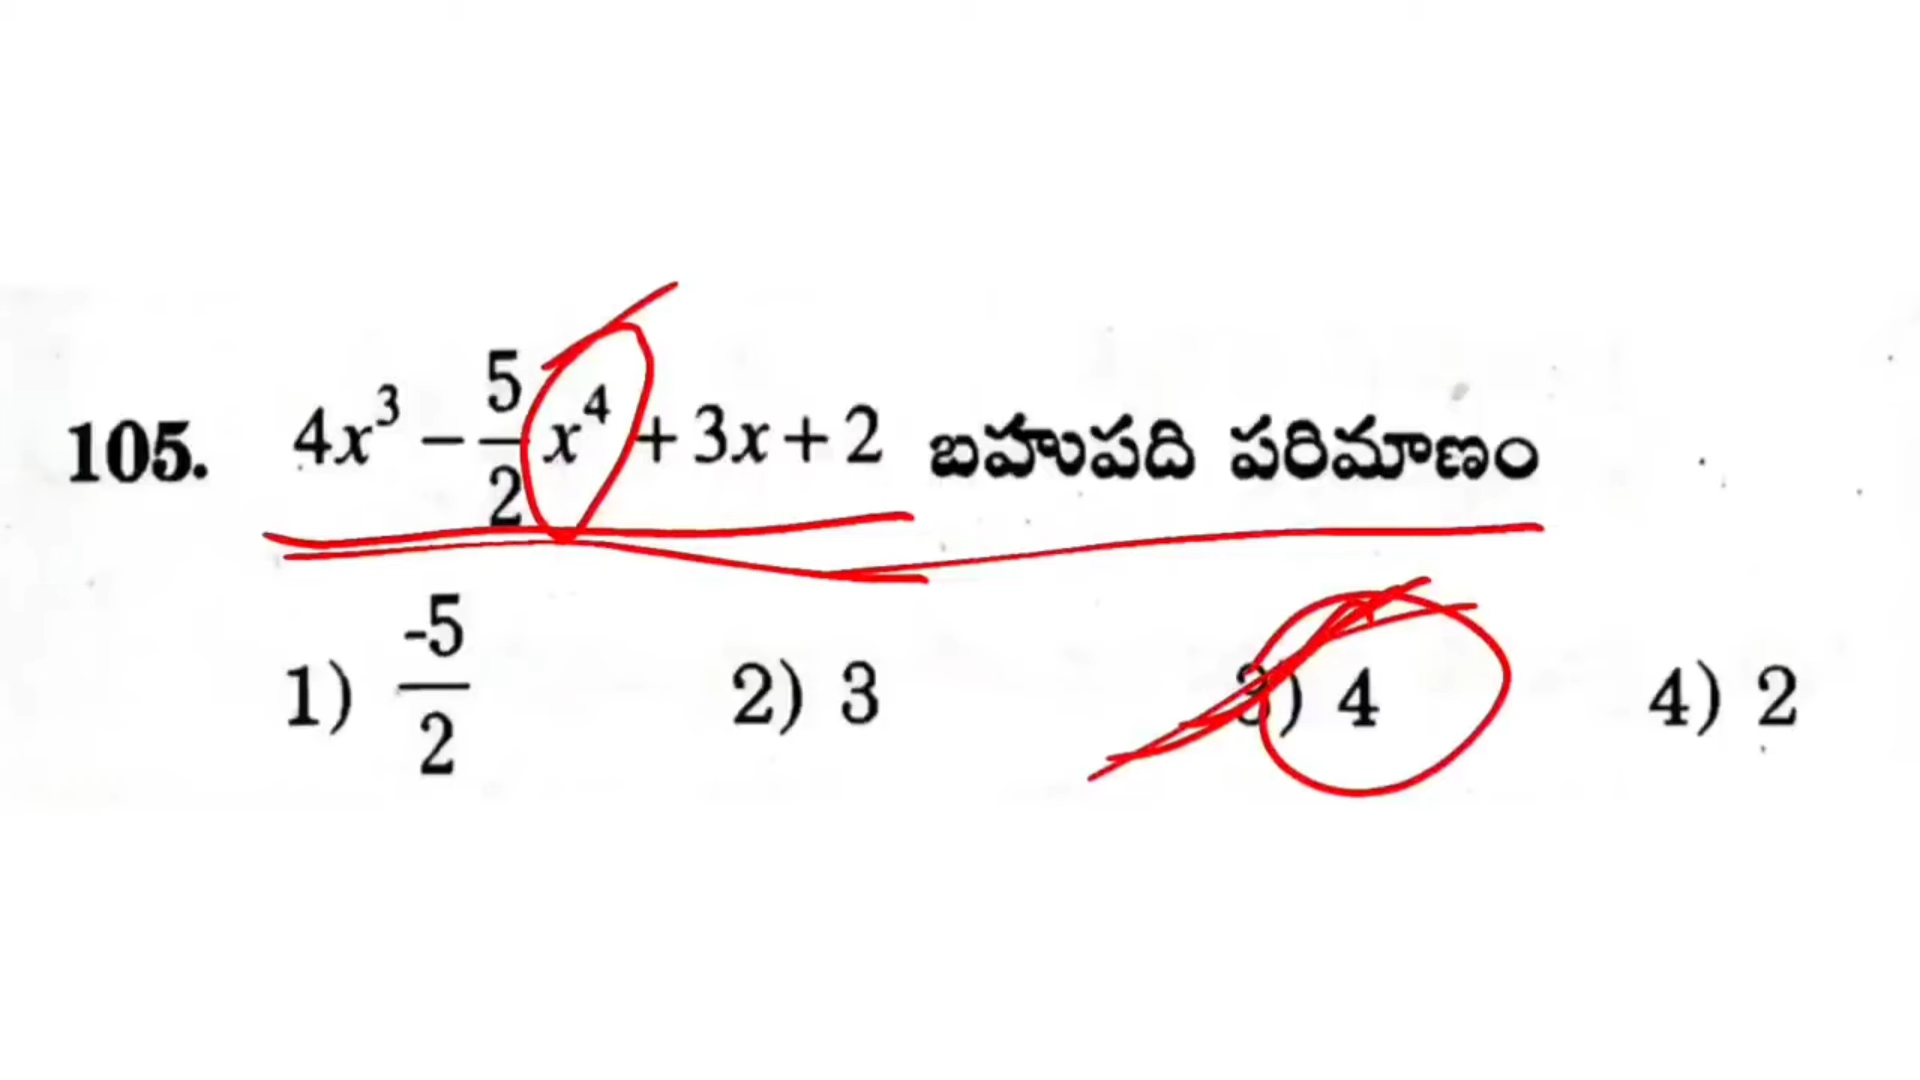 105. 4x³ − 5/2 x⁴ + 3x + 2 బహుపది పరిమాణం
1) -5/2 2) 3 3) 4 4) 2